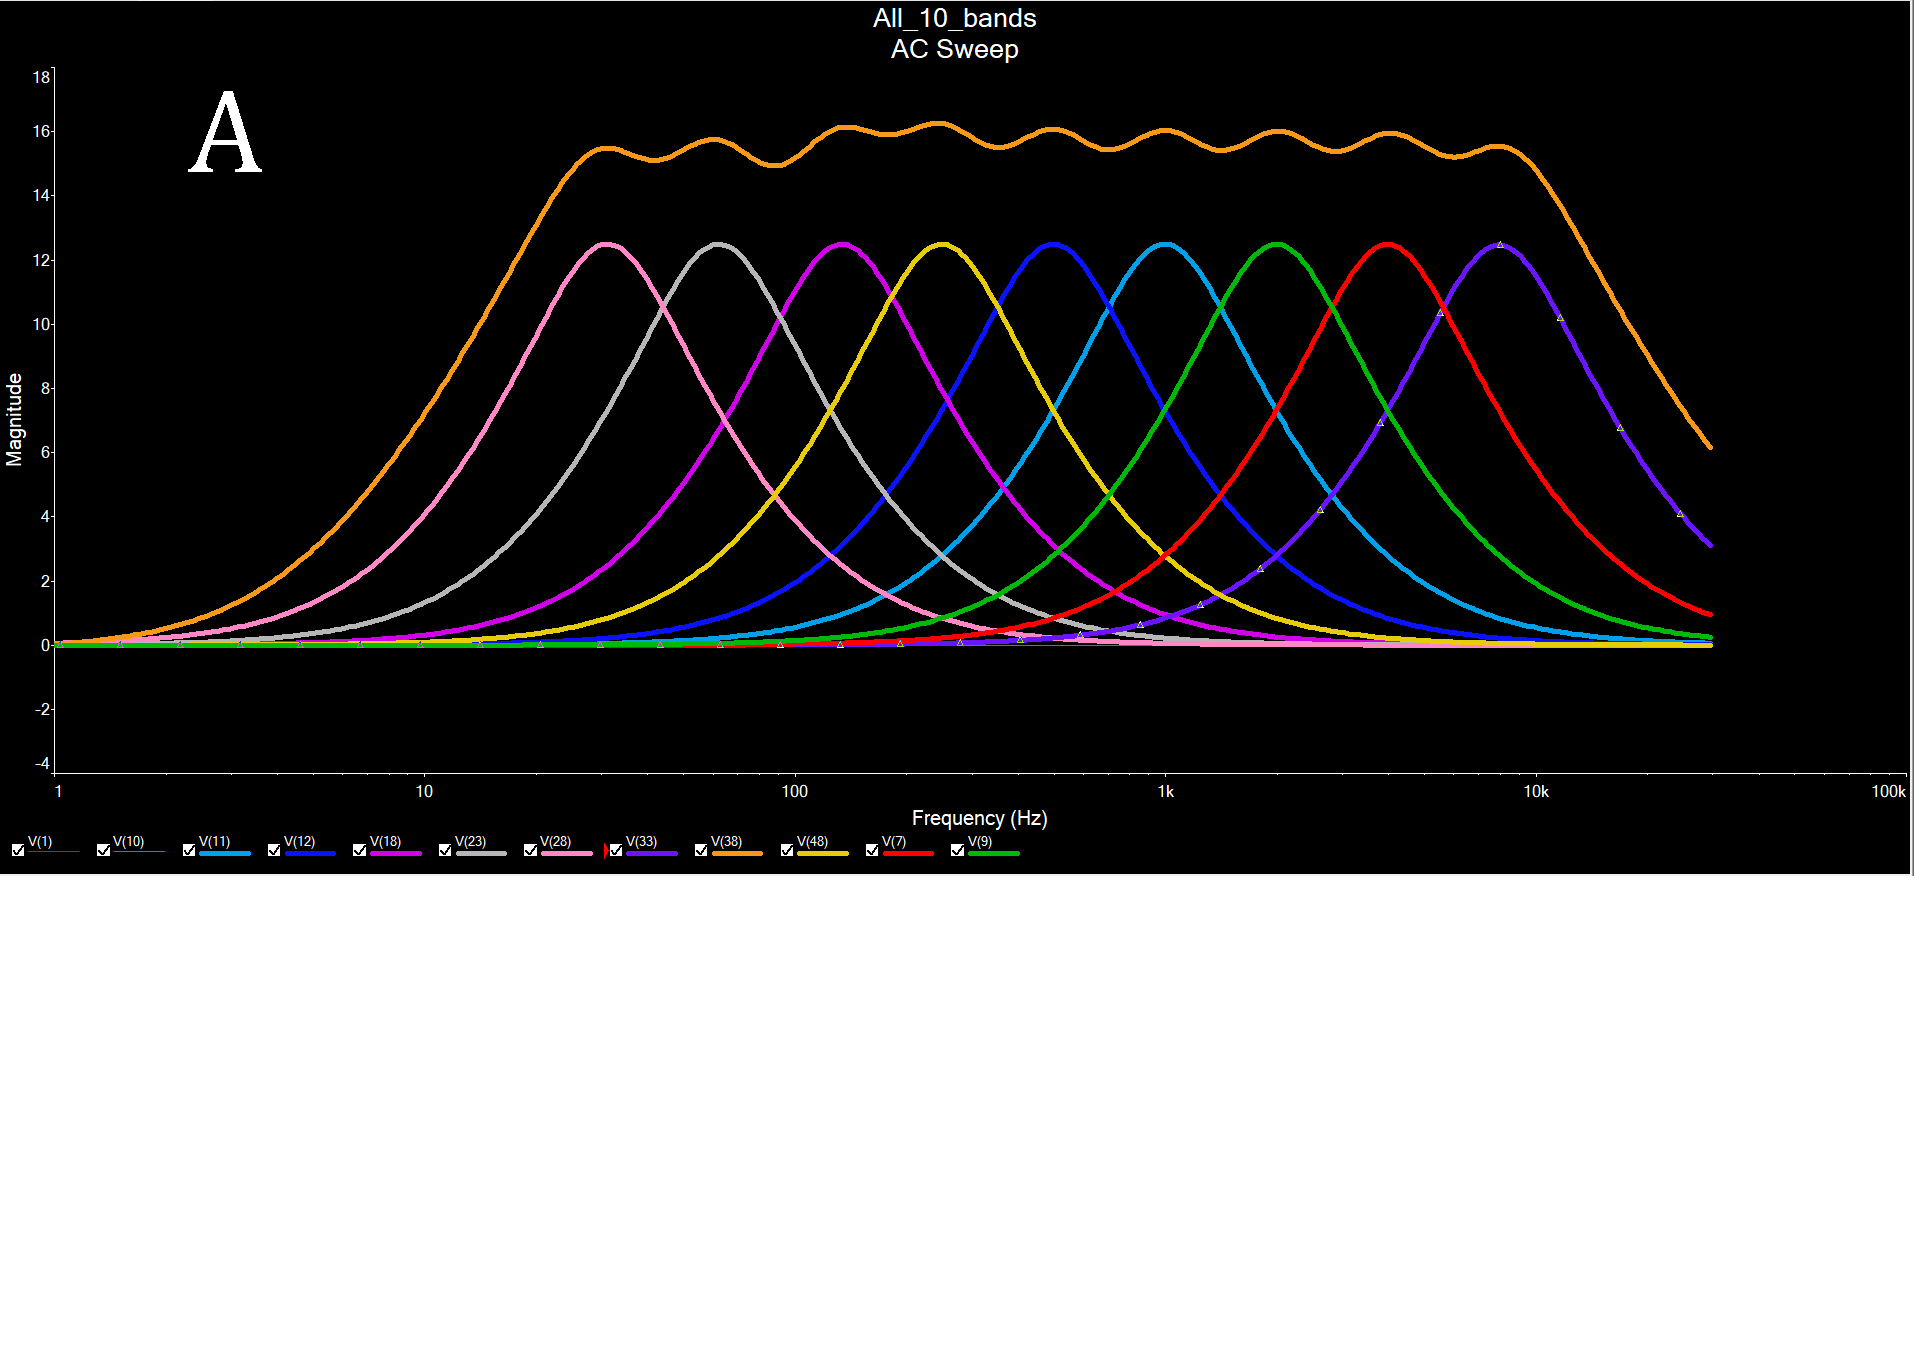 All_10_bands
AC Sweep
A
18
16
14
12
10
8
6
4
2
0
-2
-4
Magnitude
1 10 100 1k 10k 100k
Frequency (Hz)
V(1) V(10) V(11) V(12) V(18) V(23) V(28) V(33) V(38) V(48) V(7) V(9)